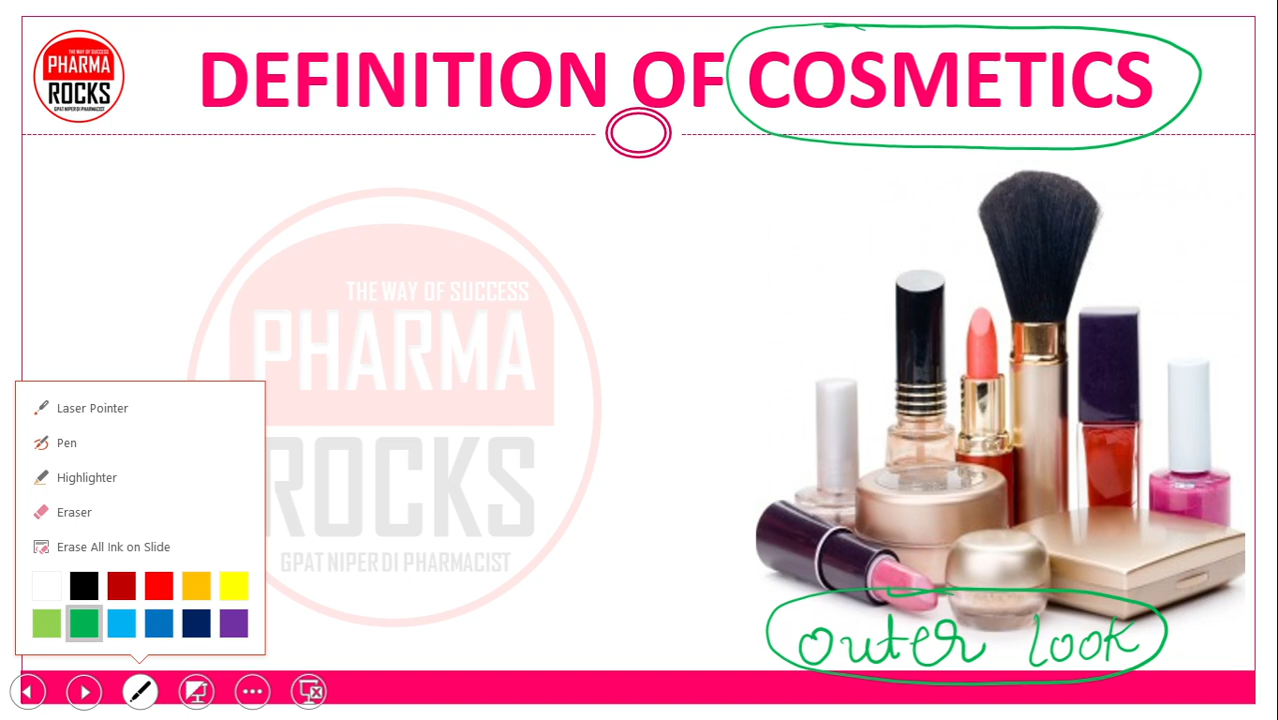 THE WAY OF SUCCESS
PHARMA
ROCKS
GPAT NIPER DI PHARMACIST
DEFINITION OF COSMETICS
THE WAY OF SUCCESS
PHARMA
ROCKS
GPAT NIPER DI PHARMACIST
Laser Pointer
Pen
Highlighter
Eraser
Erase All Ink on Slide
outer look